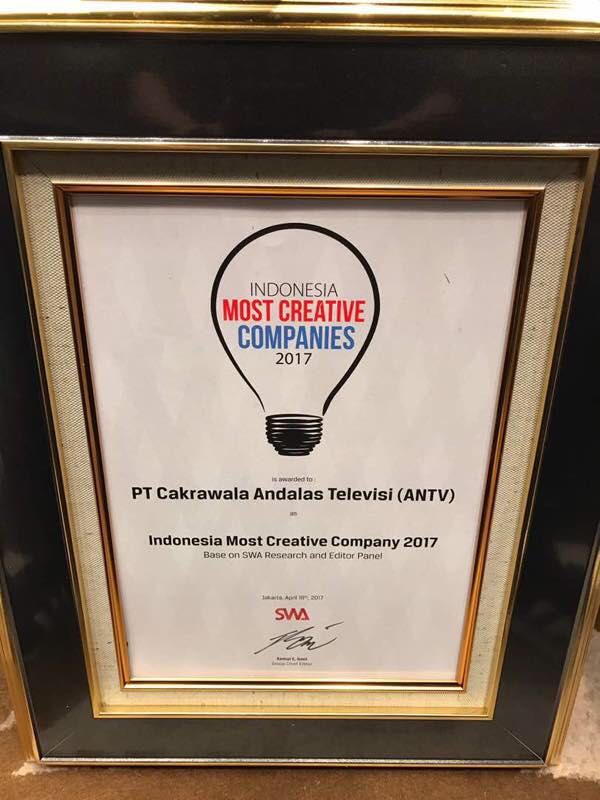 INDONESIA
MOST CREATIVE
COMPANIES
2017
is awarded to :
PT Cakrawala Andalas Televisi (ANTV)
as
Indonesia Most Creative Company 2017
Base on SWA Research and Editor Panel
Jakarta, April 18th, 2017
SWA
Kemal E. Gani
Group Chief Editor